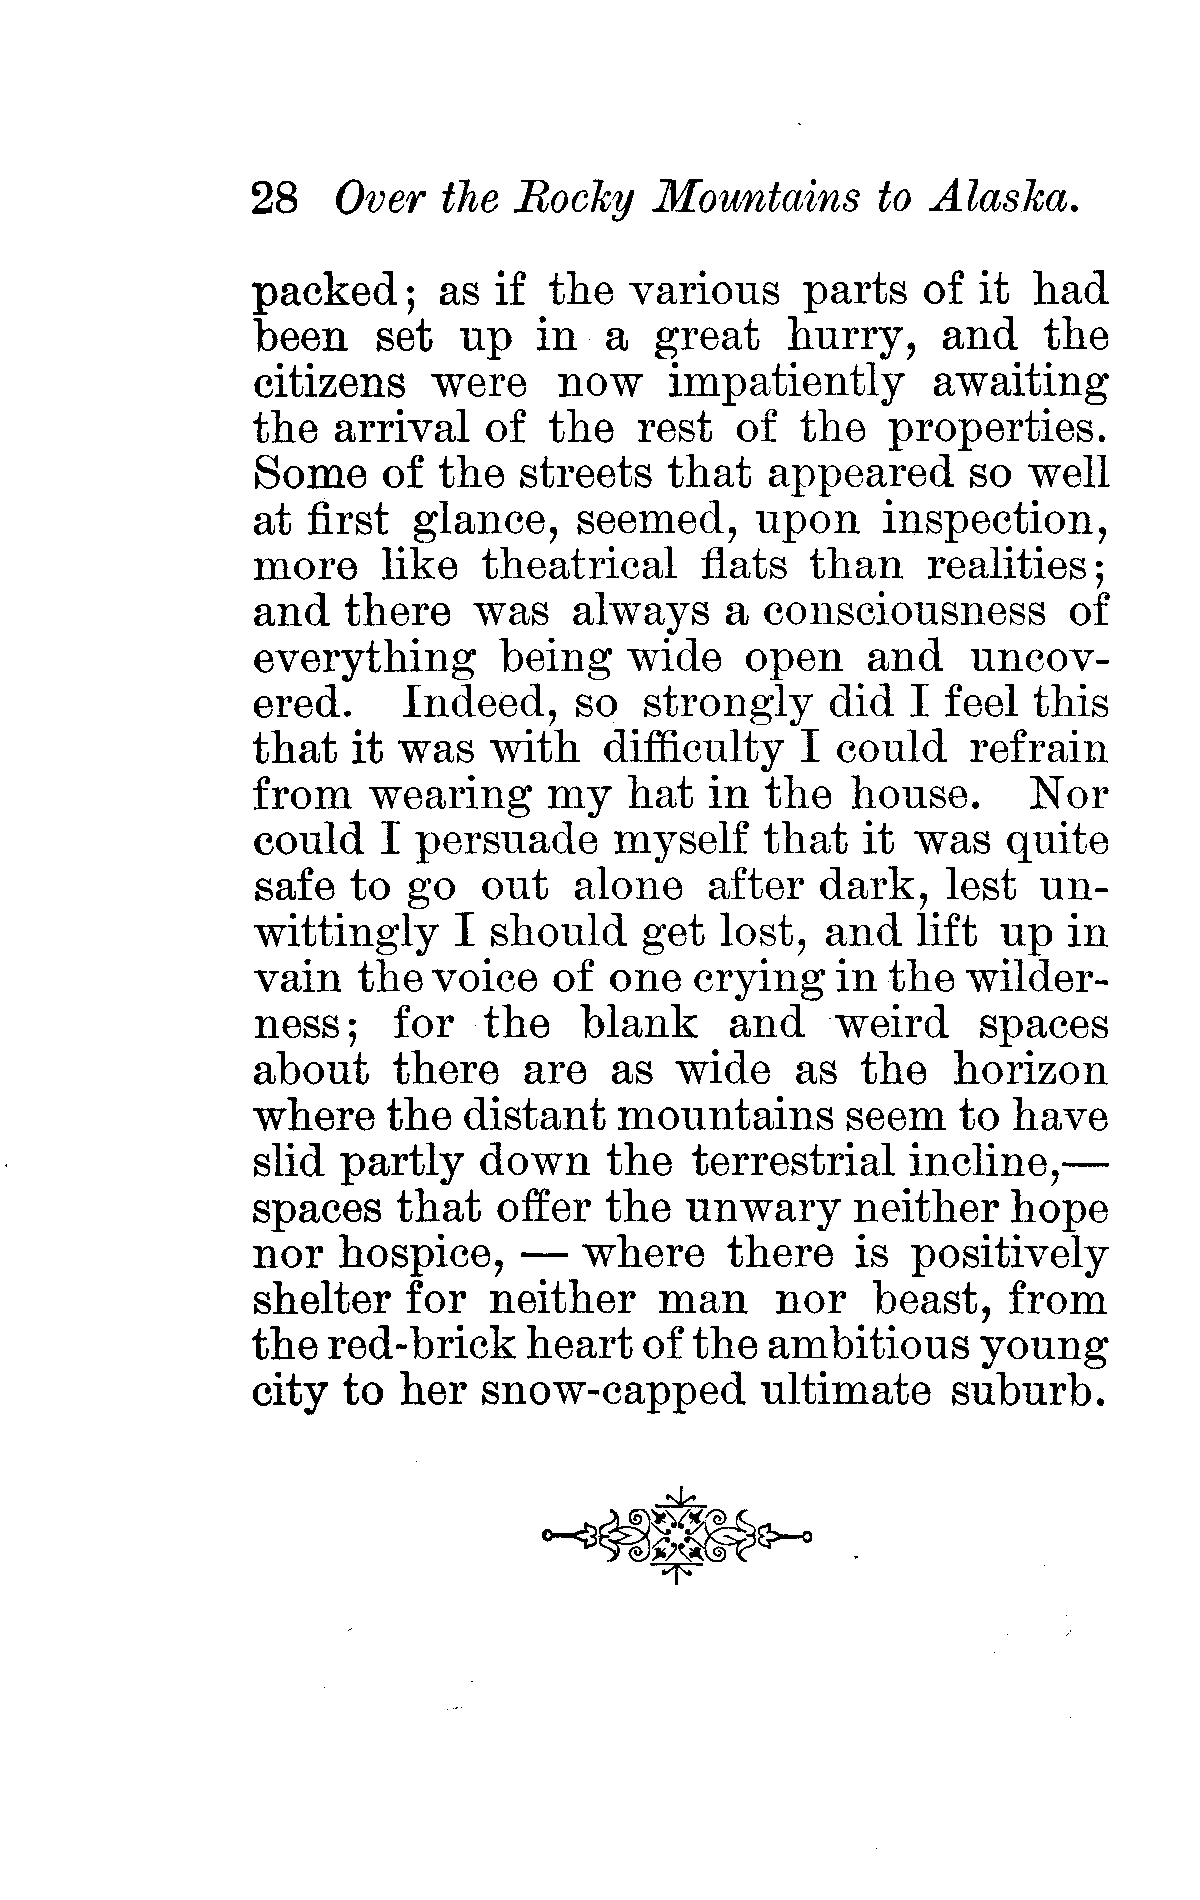 28 Over the Rocky Mountains to Alaska.
packed; as if the various parts of it had
been set up in a great hurry, and the
citizens were now impatiently awaiting
the arrival of the rest of the properties.
Some of the streets that appeared so well
at first glance, seemed, upon inspection,
more like theatrical flats than realities;
and there was always a consciousness of
everything being wide open and uncov-
ered. Indeed, so strongly did I feel this
that it was with difficulty I could refrain
from wearing my hat in the house. Nor
could I persuade myself that it was quite
safe to go out alone after dark, lest un-
wittingly I should get lost, and lift up in
vain the voice of one crying in the wilder-
ness; for the blank and weird spaces
about there are as wide as the horizon
where the distant mountains seem to have
slid partly down the terrestrial incline,—
spaces that offer the unwary neither hope
nor hospice, — where there is positively
shelter for neither man nor beast, from
the red-brick heart of the ambitious young
city to her snow-capped ultimate suburb.